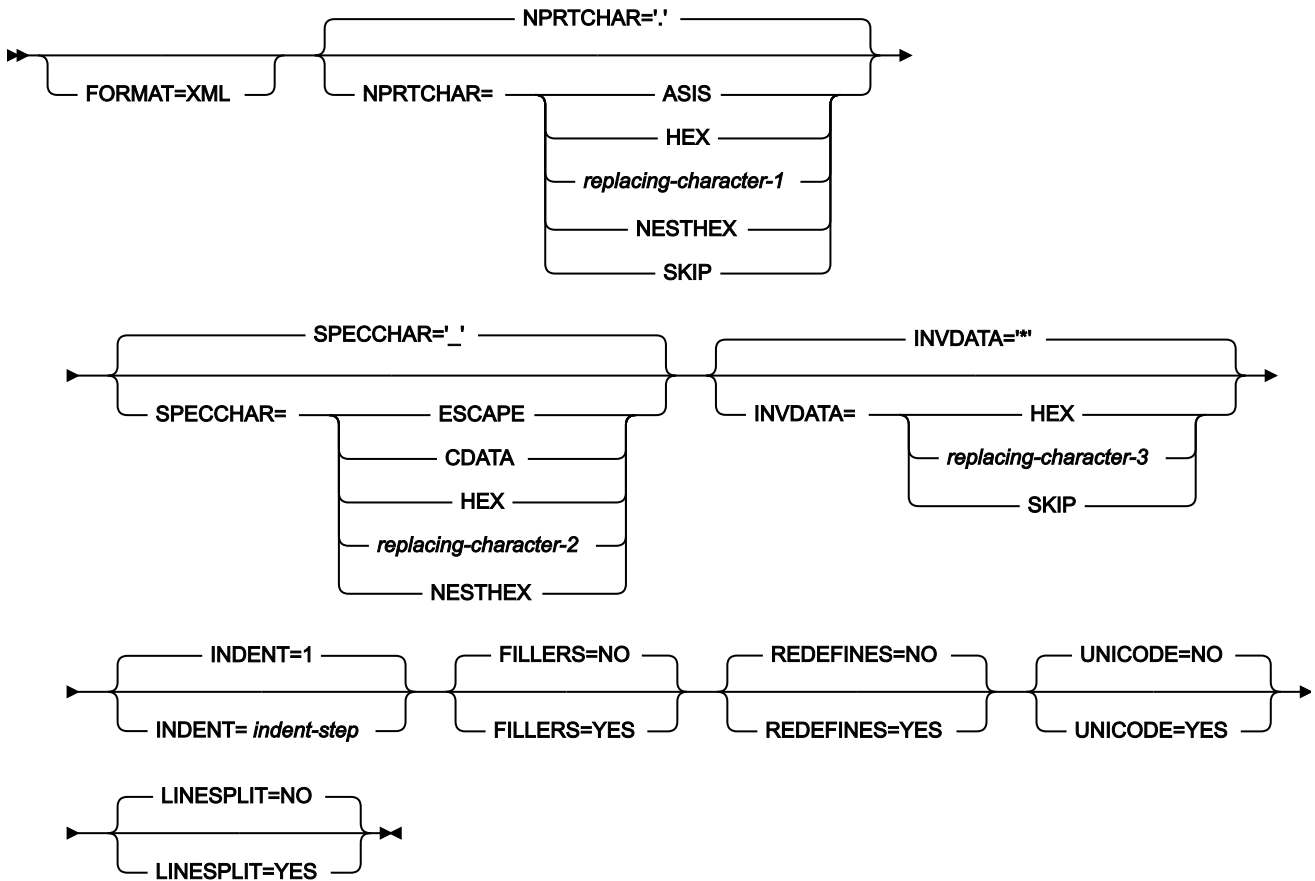 NPRTCHAR='.'
FORMAT=XML
NPRTCHAR= ASIS
HEX
replacing-character-1
NESTHEX
SKIP
SPECCHAR='_'
SPECCHAR= ESCAPE
CDATA
HEX
replacing-character-2
NESTHEX
INVDATA='*'
INVDATA= HEX
replacing-character-3
SKIP
INDENT=1
INDENT= indent-step
FILLERS=NO
FILLERS=YES
REDEFINES=NO
REDEFINES=YES
UNICODE=NO
UNICODE=YES
LINESPLIT=NO
LINESPLIT=YES